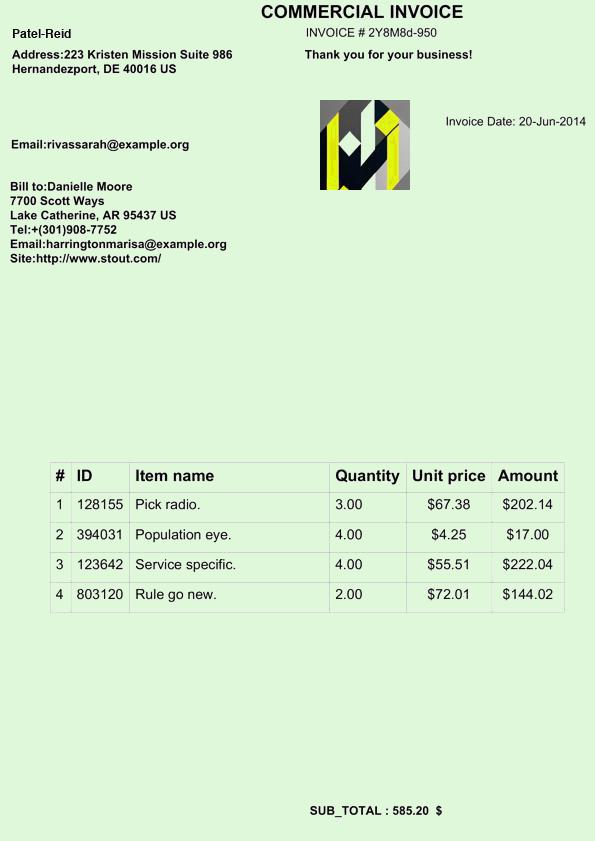 COMMERCIAL INVOICE
Patel-Reid
INVOICE # 2Y8M8d-950
Address:223 Kristen Mission Suite 986
Hernandezport, DE 40016 US
Thank you for your business!
Invoice Date: 20-Jun-2014
Email:rivassarah@example.org
Bill to:Danielle Moore
7700 Scott Ways
Lake Catherine, AR 95437 US
Tel:+(301)908-7752
Email:harringtonmarisa@example.org
Site:http://www.stout.com/
# ID Item name Quantity Unit price Amount
1 128155 Pick radio. 3.00 $67.38 $202.14
2 394031 Population eye. 4.00 $4.25 $17.00
3 123642 Service specific. 4.00 $55.51 $222.04
4 803120 Rule go new. 2.00 $72.01 $144.02
SUB_TOTAL : 585.20 $